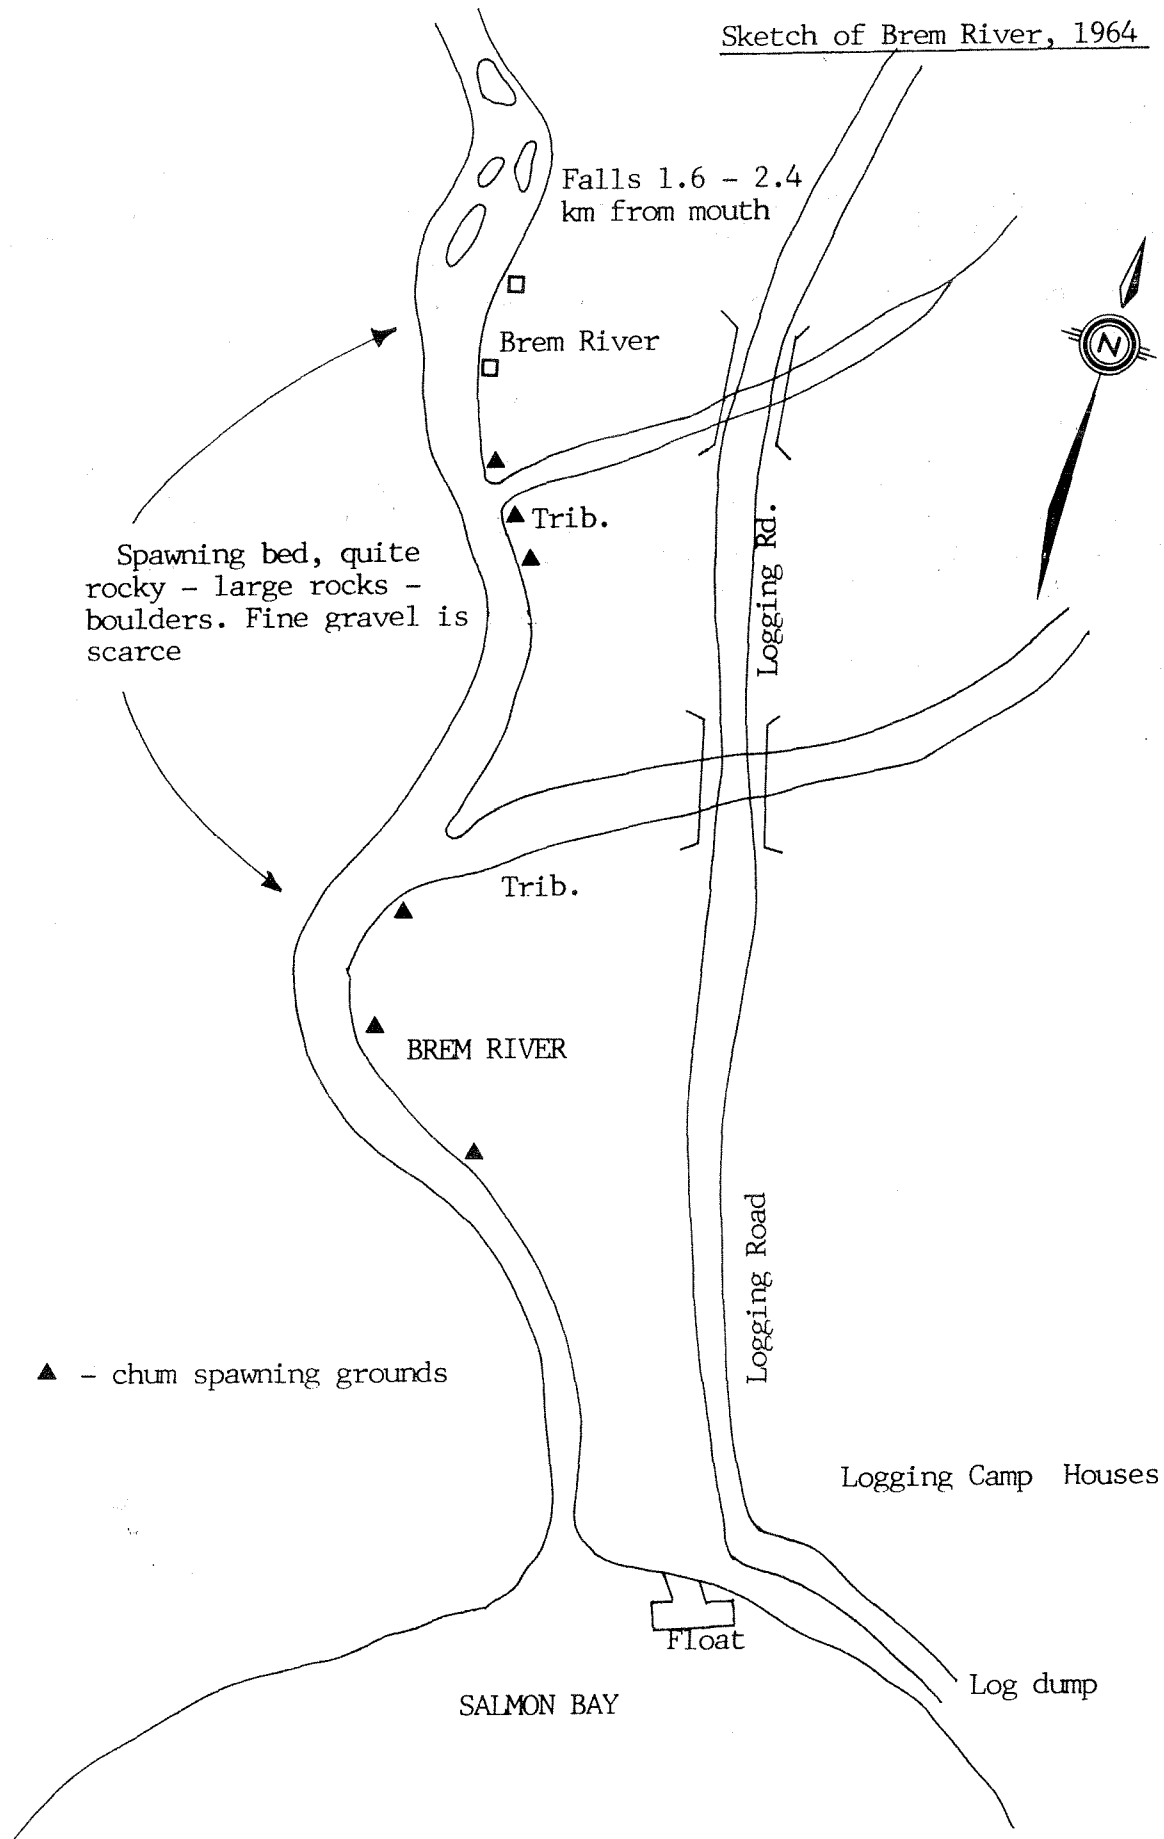 Sketch of Brem River, 1964
Falls 1.6 - 2.4
km from mouth
N
Brem River
Trib.
Logging Rd.
Spawning bed, quite
rocky - large rocks -
boulders. Fine gravel is
scarce
Trib.
BREM RIVER
Logging Road
▲ - chum spawning grounds
Logging Camp Houses
Float
Log dump
SALMON BAY